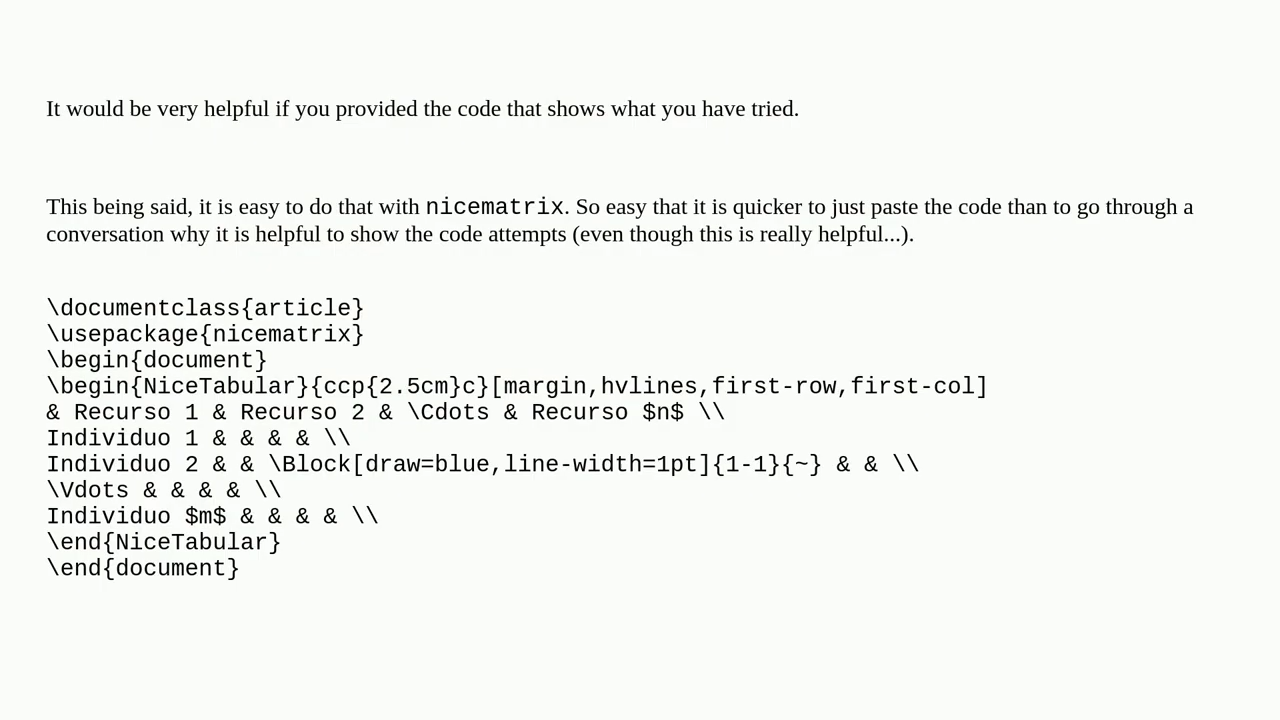 It would be very helpful if you provided the code that shows what you have tried.
This being said, it is easy to do that with nicematrix. So easy that it is quicker to just paste the code than to go through a
conversation why it is helpful to show the code attempts (even though this is really helpful...).
\documentclass{article}
\usepackage{nicematrix}
\begin{document}
\begin{NiceTabular}{ccp{2.5cm}c}[margin,hvlines,first-row,first-col]
& Recurso 1 & Recurso 2 & \Cdots & Recurso $n$ \\
Individuo 1 & & & & \\
Individuo 2 & & \Block[draw=blue,line-width=1pt]{1-1}{~} & & \\
\Vdots & & & & \\
Individuo $m$ & & & & \\
\end{NiceTabular}
\end{document}